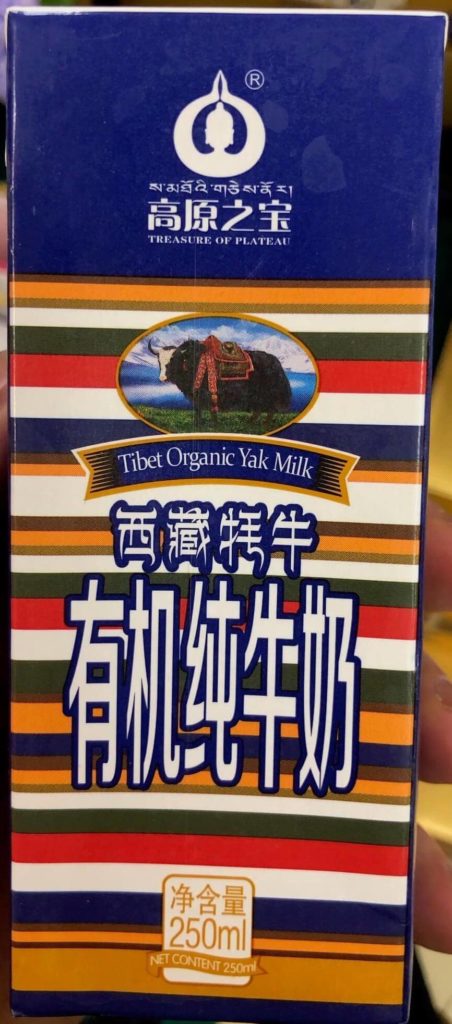 ®
ས་མཐོའི་གཅེས་ནོར།
高原之宝
TREASURE OF PLATEAU
Tibet Organic Yak Milk
西藏牦牛
有机纯牛奶
净含量
250ml
NET CONTENT 250ml